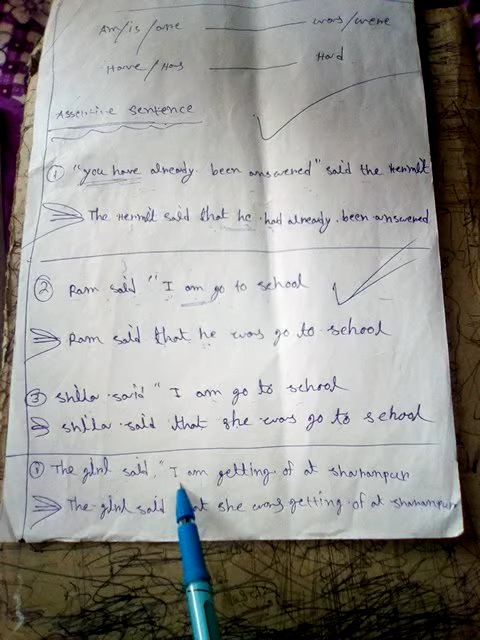 Am/is/are ——— was/were
Have/Has ——— Had
Assertive sentence
① "you have already been answered" said the Hermit
The Hermit said that he had already been answered
② Ram said "I am go to school
Ram said that he was go to school
③ Shila said "I am go to school
Shila said that she was go to school
① The girl said "I am getting of at
The girl said at she was getting of at